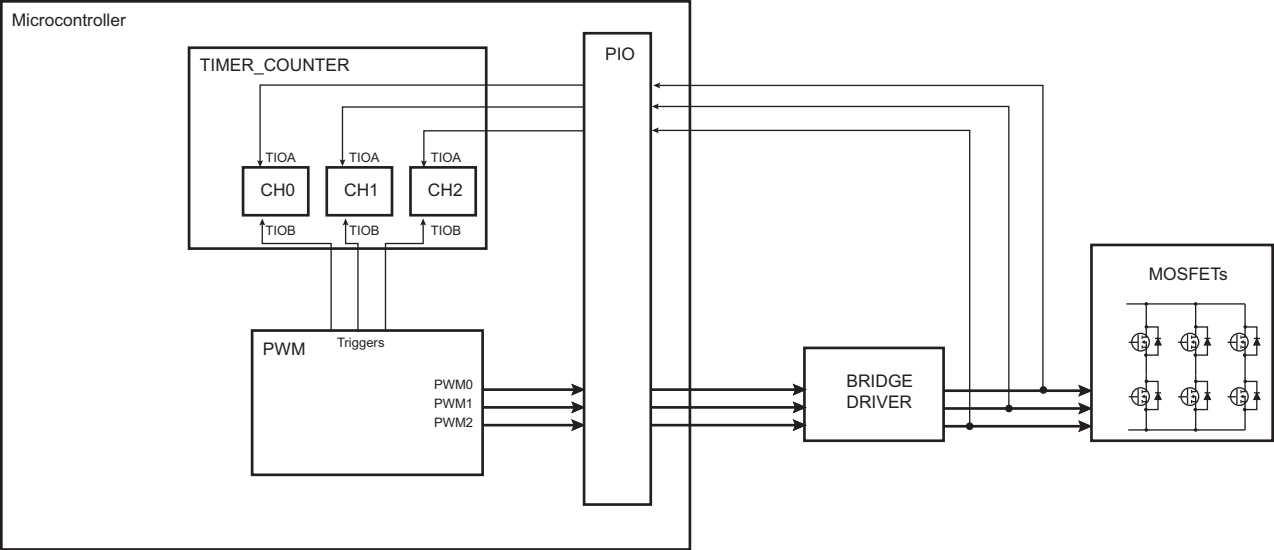 Microcontroller
PIO
TIMER_COUNTER
TIOA
TIOA
TIOA
CH0
CH1
CH2
TIOB
TIOB
TIOB
MOSFETs
Triggers
PWM
PWM0
PWM1
PWM2
BRIDGE
DRIVER